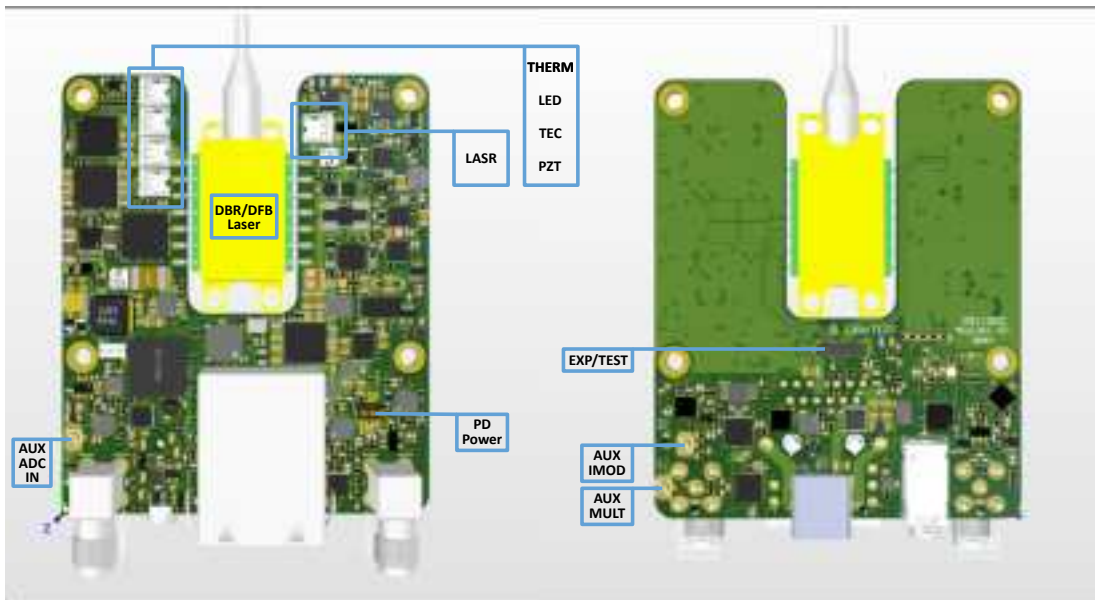 THERM
LED
TEC
PZT
LASR
DBR/DFB
Laser
EXP/TEST
PD
Power
AUX
ADC
IN
AUX
IMOD
AUX
MULT
Z